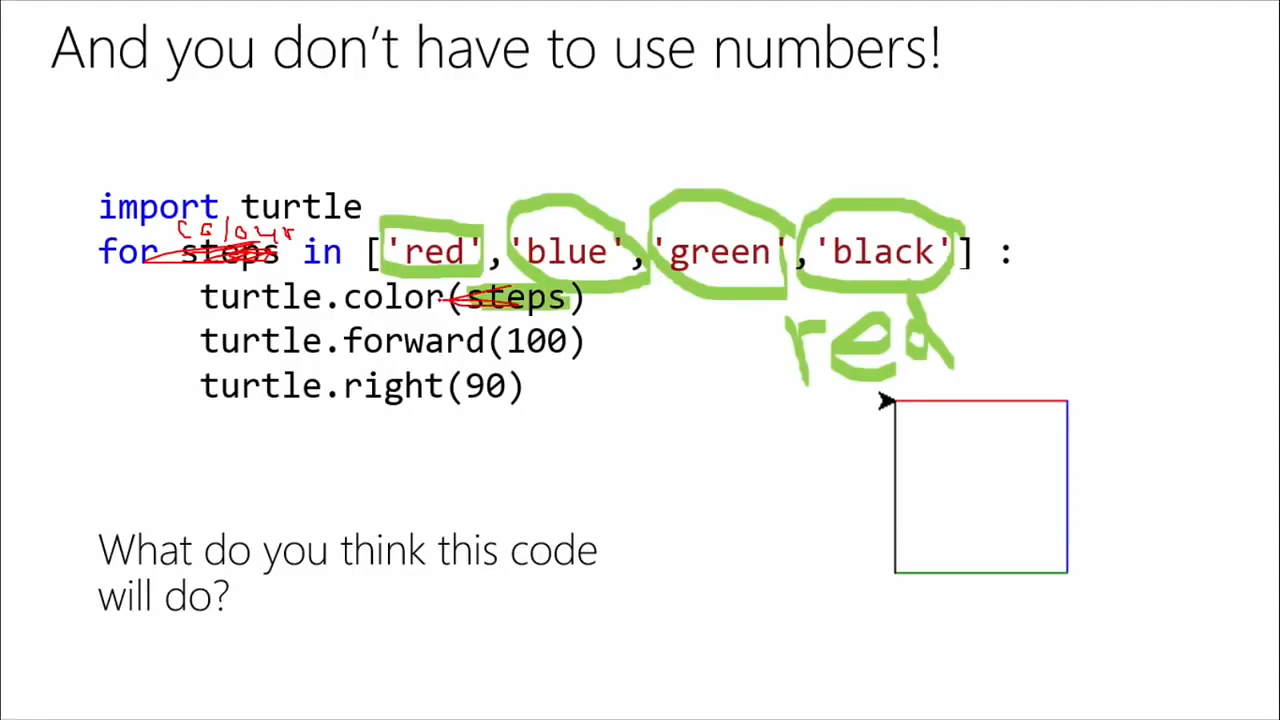 And you don't have to use numbers!
import turtle
colour
for steps in ['red','blue','green','black'] :
turtle.color(steps)
turtle.forward(100)
turtle.right(90)
red
What do you think this code
will do?